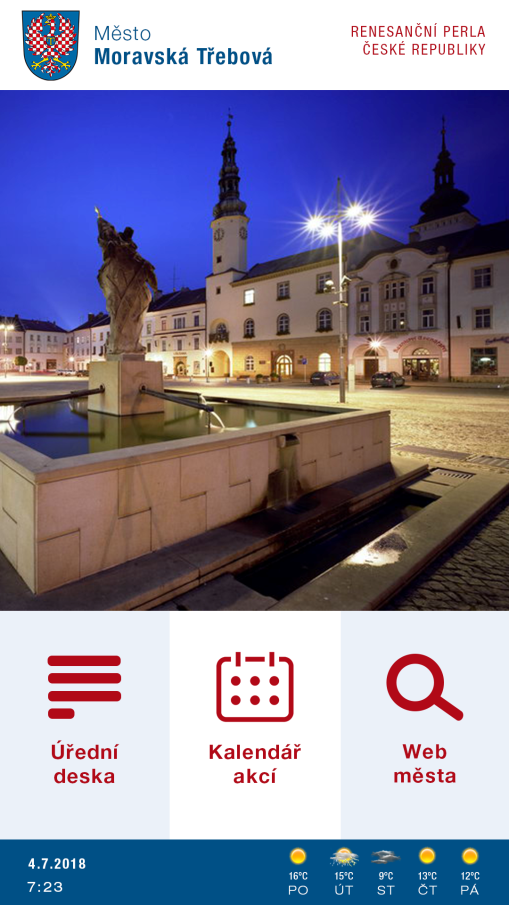 Město
Moravská Třebová
RENESANČNÍ PERLA
ČESKÉ REPUBLIKY
Úřední
deska
Kalendář
akcí
Web
města
4.7.2018
7:23
16°C 15°C 9°C 13°C 12°C
PO ÚT ST ČT PÁ